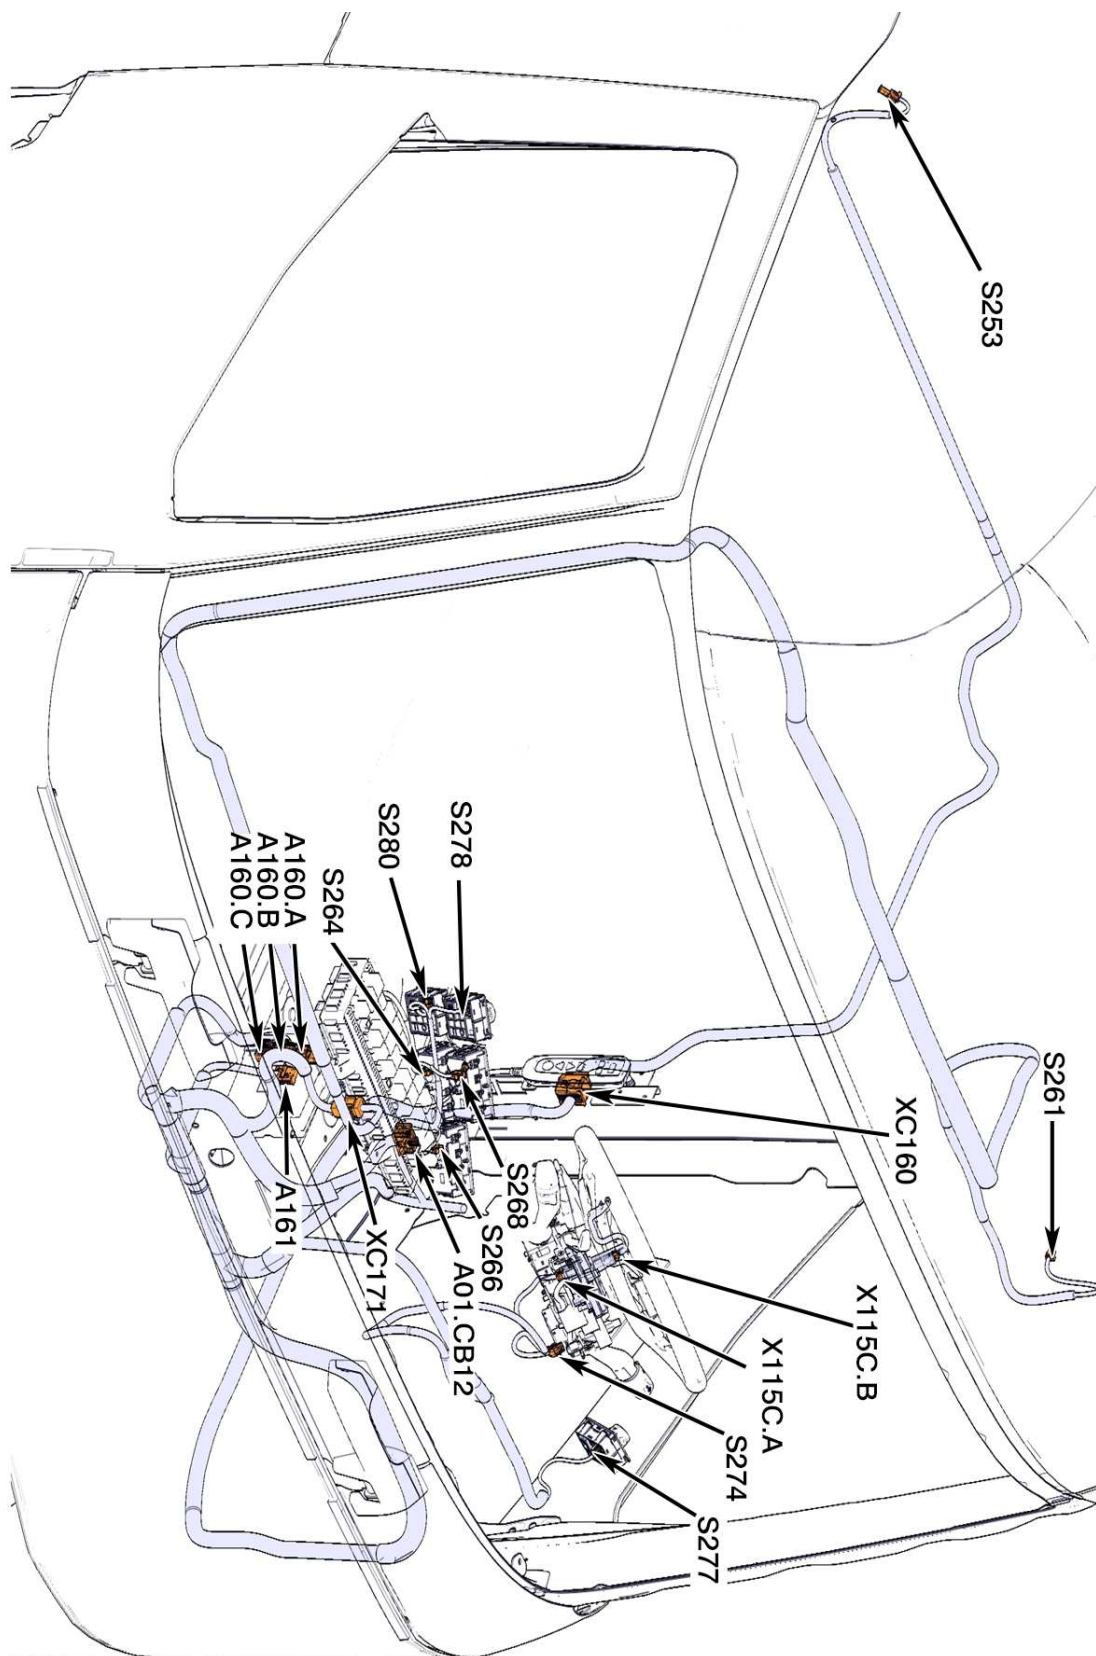 S253
S261
XC160
X115C.B
X115C.A
S274
S277
S278
S280
S264
A160.A
A160.B
A160.C
S268
S266
A01.CB12
XC171
A161